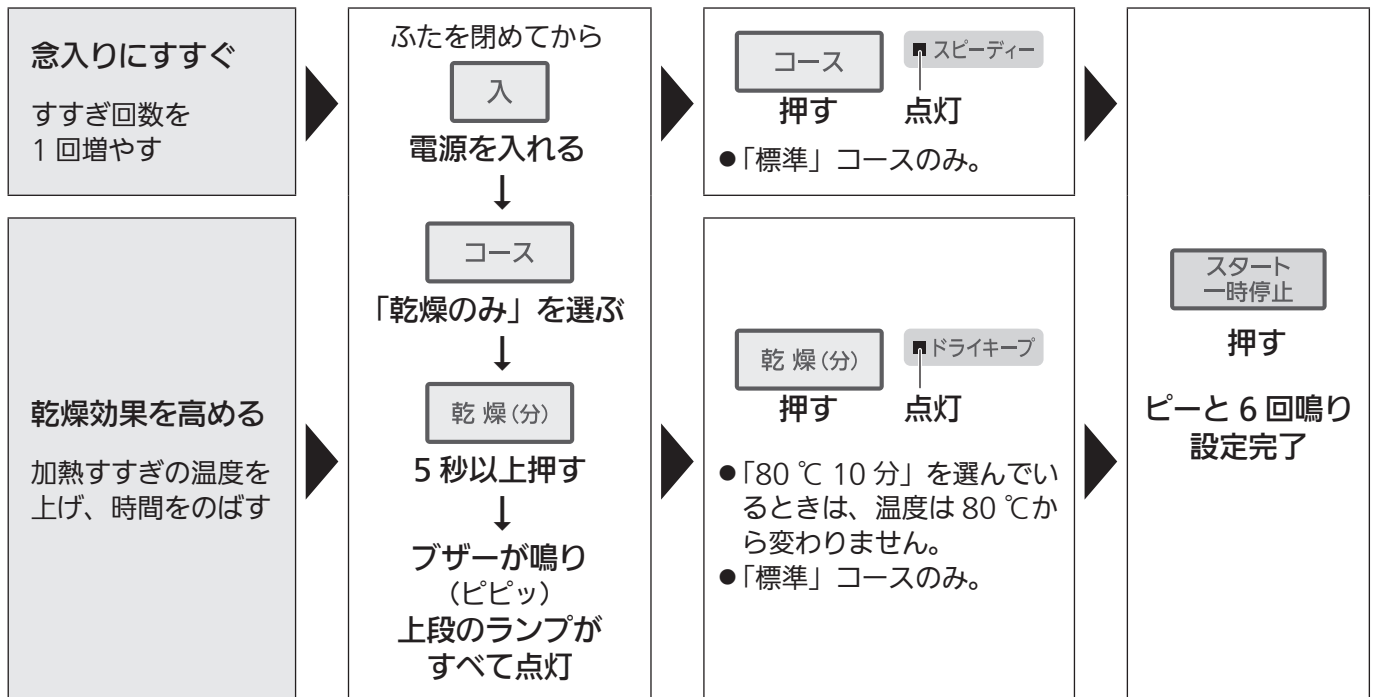 念入りにすすぐ
すすぎ回数を
1 回増やす
乾燥効果を高める
加熱すすぎの温度を
上げ、時間をのばす
ふたを閉めてから
入
電源を入れる
↓
コース
「乾燥のみ」を選ぶ
↓
乾 燥(分)
5 秒以上押す
↓
ブザーが鳴り
（ピピッ）
上段のランプが
すべて点灯
コース
スピーディー
押す 点灯
●「標準」コースのみ。
乾 燥(分)
ドライキープ
押す 点灯
●「80 ℃ 10 分」を選んでい
るときは、温度は 80 ℃か
ら変わりません。
●「標準」コースのみ。
スタート
一時停止
押す
ピーと 6 回鳴り
設定完了